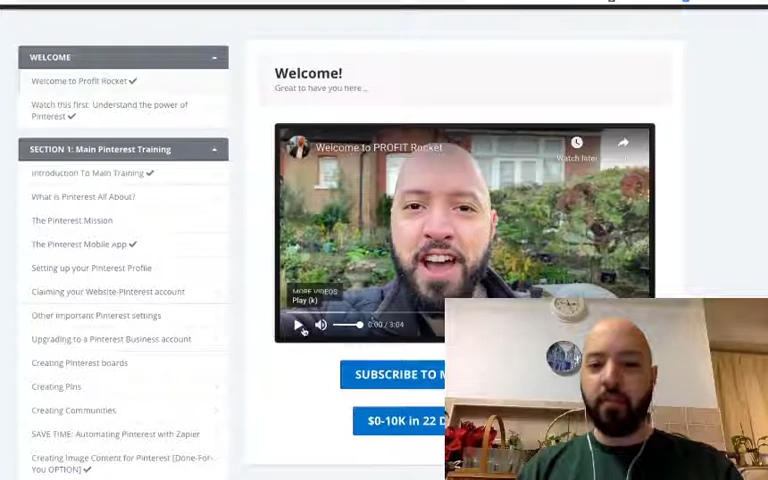 WELCOME
Welcome to Profit Rocket
Watch this first: Understand the power of
Pinterest
SECTION 1: Main Pinterest Training
Introduction To Main Training
What is Pinterest All About?
The Pinterest Mission
The Pinterest Mobile App
Setting up your Pinterest Profile
Claiming your Website-Pinterest account
Other important Pinterest settings
Upgrading to a Pinterest Business account
Creating Pinterest boards
Creating Pins
Creating Communities
SAVE TIME: Automating Pinterest with Zapier
Creating Image Content for Pinterest [Done-For-
You OPTION]
Welcome!
Great to have you here...
Welcome to PROFIT Rocket
Watch later
MORE VIDEOS
Play (k)
0:00 / 3:04
SUBSCRIBE TO
$0-10K in 22